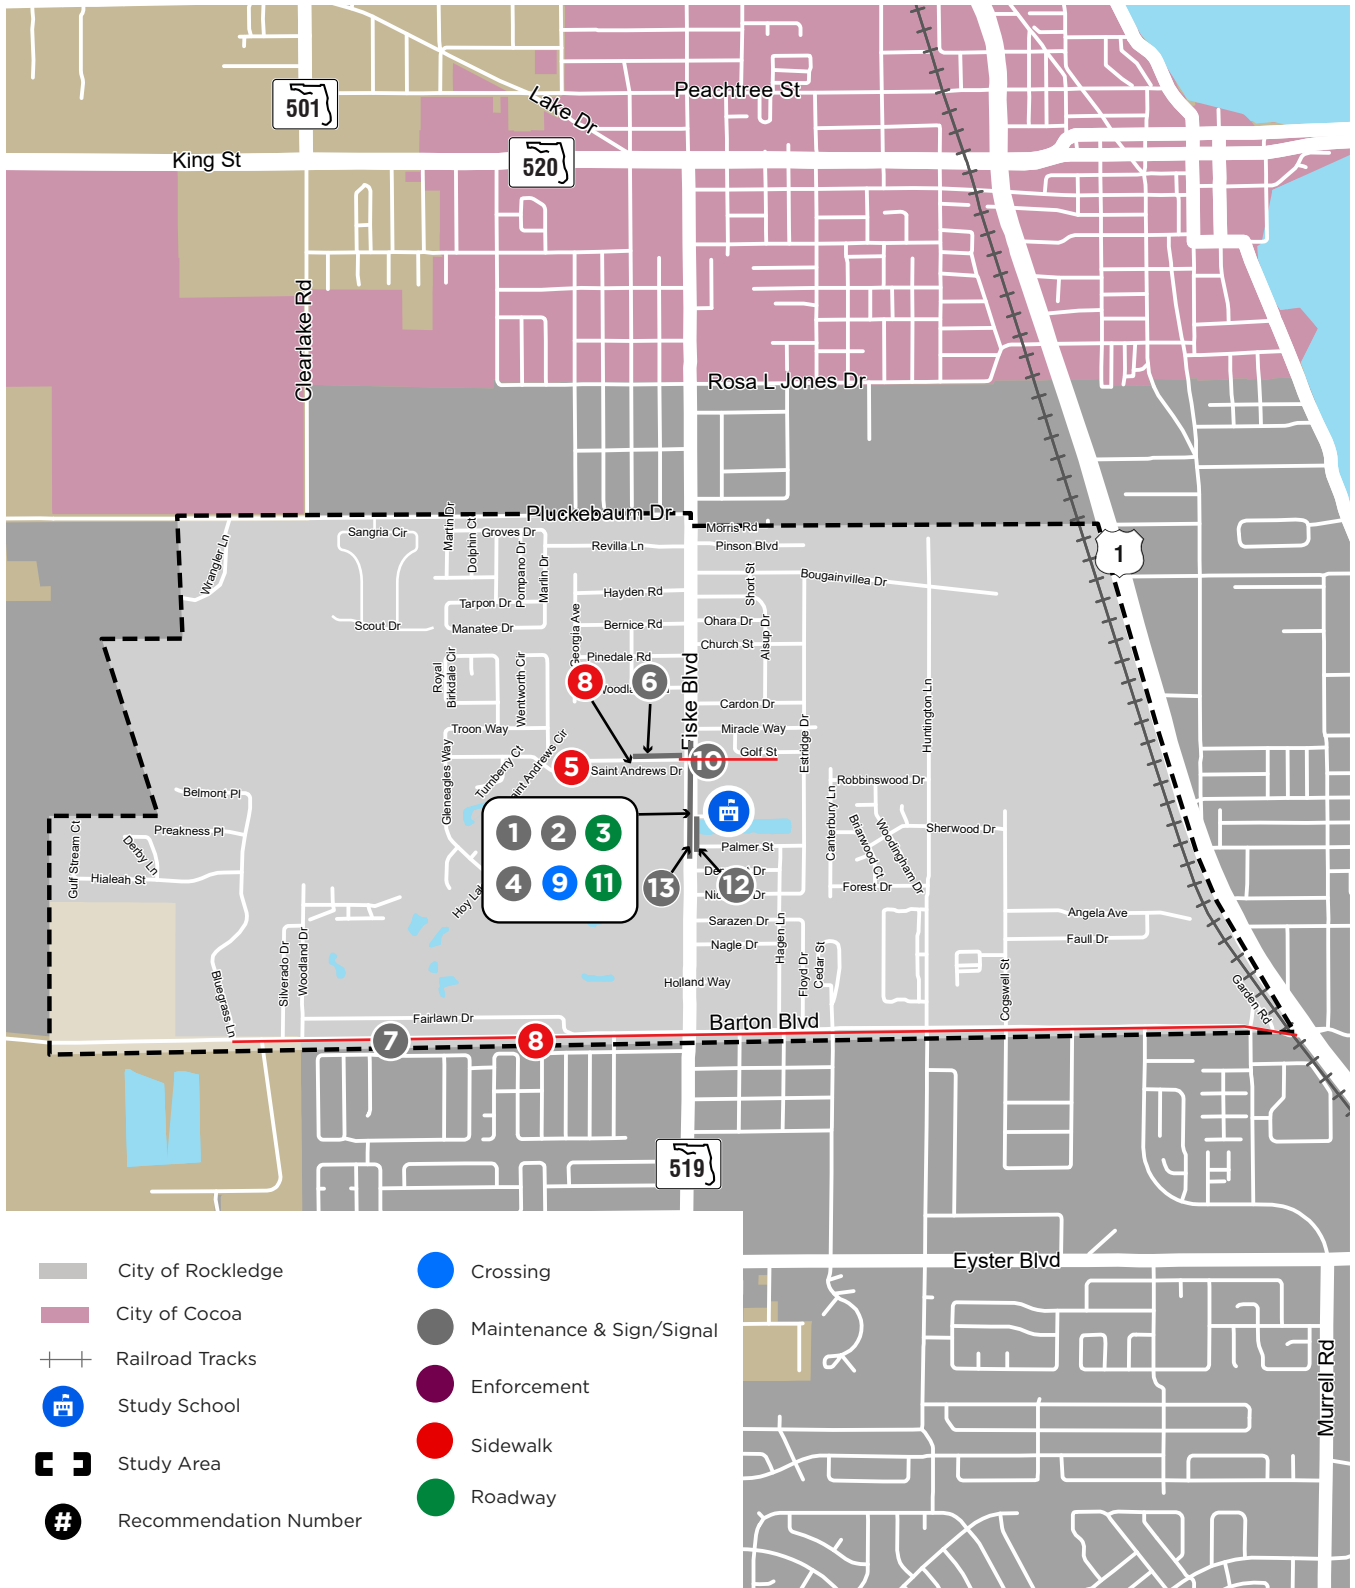 Peachtree St
Lake Dr
501
King St
520
Clearlake Rd
Rosa L Jones Dr
Pluckebaum Dr
Morris Rd
Sangria Cir
Martin Dr
Dolphin Ct
Groves Dr
Pompano Dr
Marlin Dr
Revilla Ln
Pinson Blvd
1
Wrangler Ln
Short St
Bougainvillea Dr
Hayden Rd
Tarpon Dr
Georgia Ave
Scout Dr
Manatee Dr
Bernice Rd
Ohara Dr
Alsup Dr
Church St
Royal
Birkdale Cir
Wentworth Cir
Pinedale Rd
Fiske Blvd
8
6
Cardon Dr
Huntington Ln
Troon Way
Miracle Way
Estridge Dr
Golf St
10
5
Saint Andrews Dr
Gleneagles Way
Turnberry Ct
Robbinswood Dr
Belmont Pl
Canterbury Ln
Gulf Stream Ct
Preakness Pl
Derby Ln
Hialeah St
1 2 3
4 9 11
Palmer St
Briarwood Ct
Woodingham Dr
Sherwood Dr
13
12
Forest Dr
Sarazen Dr
Nagle Dr
Hagen Ln
Floyd Dr
Cedar St
Angela Ave
Faull Dr
Silverado Dr
Woodland Dr
Holland Way
Cogswell St
Garden Rd
Bluegrass Ln
Fairlawn Dr
Barton Blvd
7
8
519
Eyster Blvd
Murrell Rd
City of Rockledge
City of Cocoa
Railroad Tracks
Study School
Study Area
# Recommendation Number
Crossing
Maintenance & Sign/Signal
Enforcement
Sidewalk
Roadway